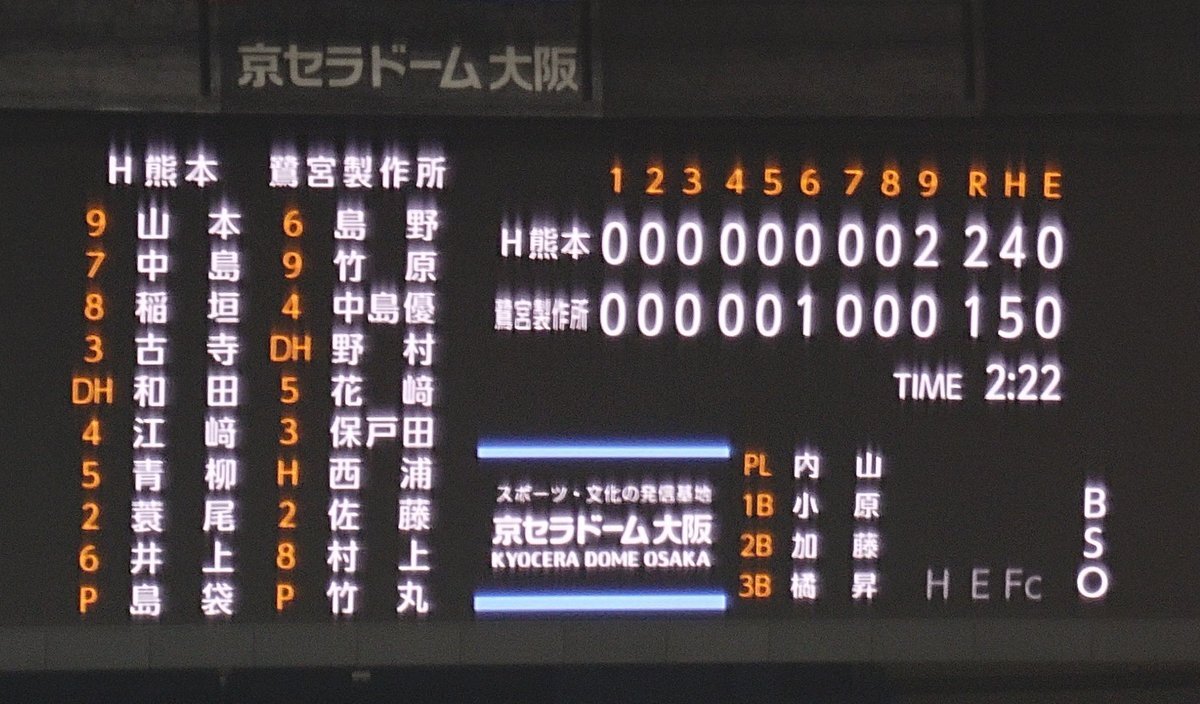 京セラドーム大阪
H熊本 鷺宮製作所
9 山本 6 島野
7 中島 9 竹原
8 稲垣 4 中島優
3 古寺 DH 野村
DH 和田 5 花﨑
4 江﨑 3 保戸田
5 青柳 H 西浦
2 蓑尾 2 佐藤
6 井上 8 村上
P 島袋 P 竹丸
1 2 3 4 5 6 7 8 9 R H E
H熊本 0 0 0 0 0 0 0 0 2 2 4 0
鷺宮製作所 0 0 0 0 0 1 0 0 0 1 5 0
TIME 2:22
スポーツ・文化の発信基地
京セラドーム大阪
KYOCERA DOME OSAKA
PL 内山
1B 小原
2B 加藤
3B 橘昇
H E Fc
B
S
O